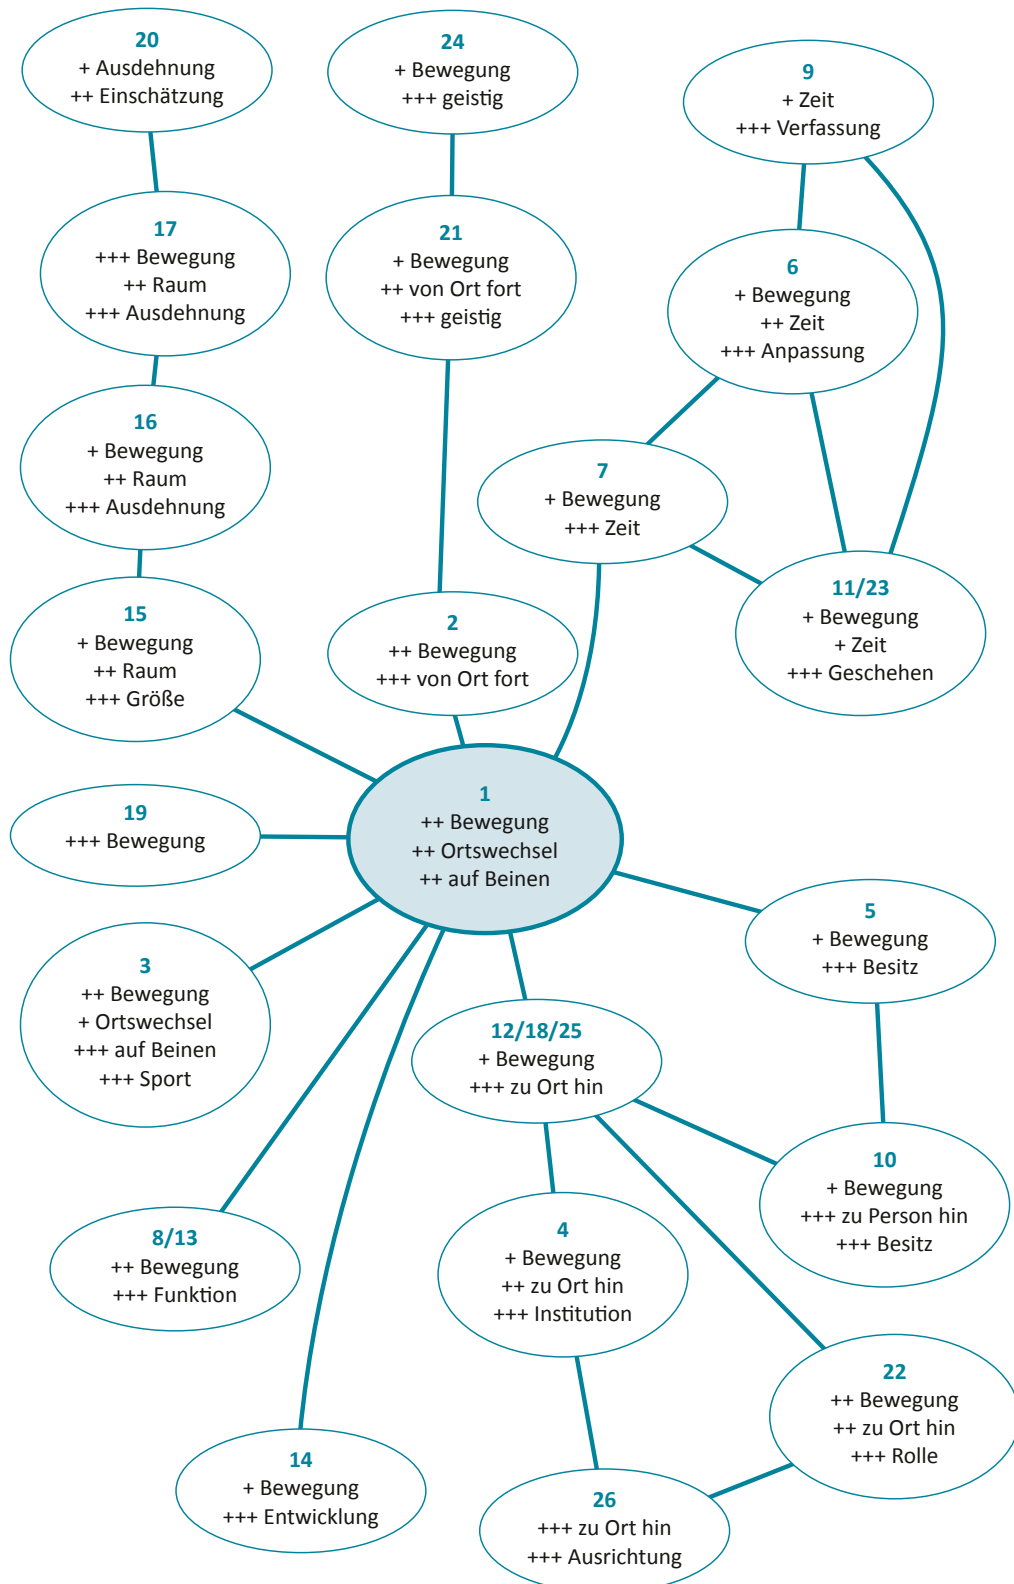 20
+ Ausdehnung
++ Einschätzung
24
+ Bewegung
+++ geistig
9
+ Zeit
+++ Verfassung
17
+++ Bewegung
++ Raum
+++ Ausdehnung
21
+ Bewegung
++ von Ort fort
+++ geistig
6
+ Bewegung
++ Zeit
+++ Anpassung
16
+ Bewegung
++ Raum
+++ Ausdehnung
7
+ Bewegung
+++ Zeit
15
+ Bewegung
++ Raum
+++ Größe
2
++ Bewegung
+++ von Ort fort
11/23
+ Bewegung
+ Zeit
+++ Geschehen
1
++ Bewegung
++ Ortswechsel
++ auf Beinen
19
+++ Bewegung
5
+ Bewegung
+++ Besitz
3
++ Bewegung
+ Ortswechsel
+++ auf Beinen
+++ Sport
12/18/25
+ Bewegung
+++ zu Ort hin
10
+ Bewegung
+++ zu Person hin
+++ Besitz
8/13
++ Bewegung
+++ Funktion
4
+ Bewegung
++ zu Ort hin
+++ Institution
22
++ Bewegung
++ zu Ort hin
+++ Rolle
14
+ Bewegung
+++ Entwicklung
26
+++ zu Ort hin
+++ Ausrichtung